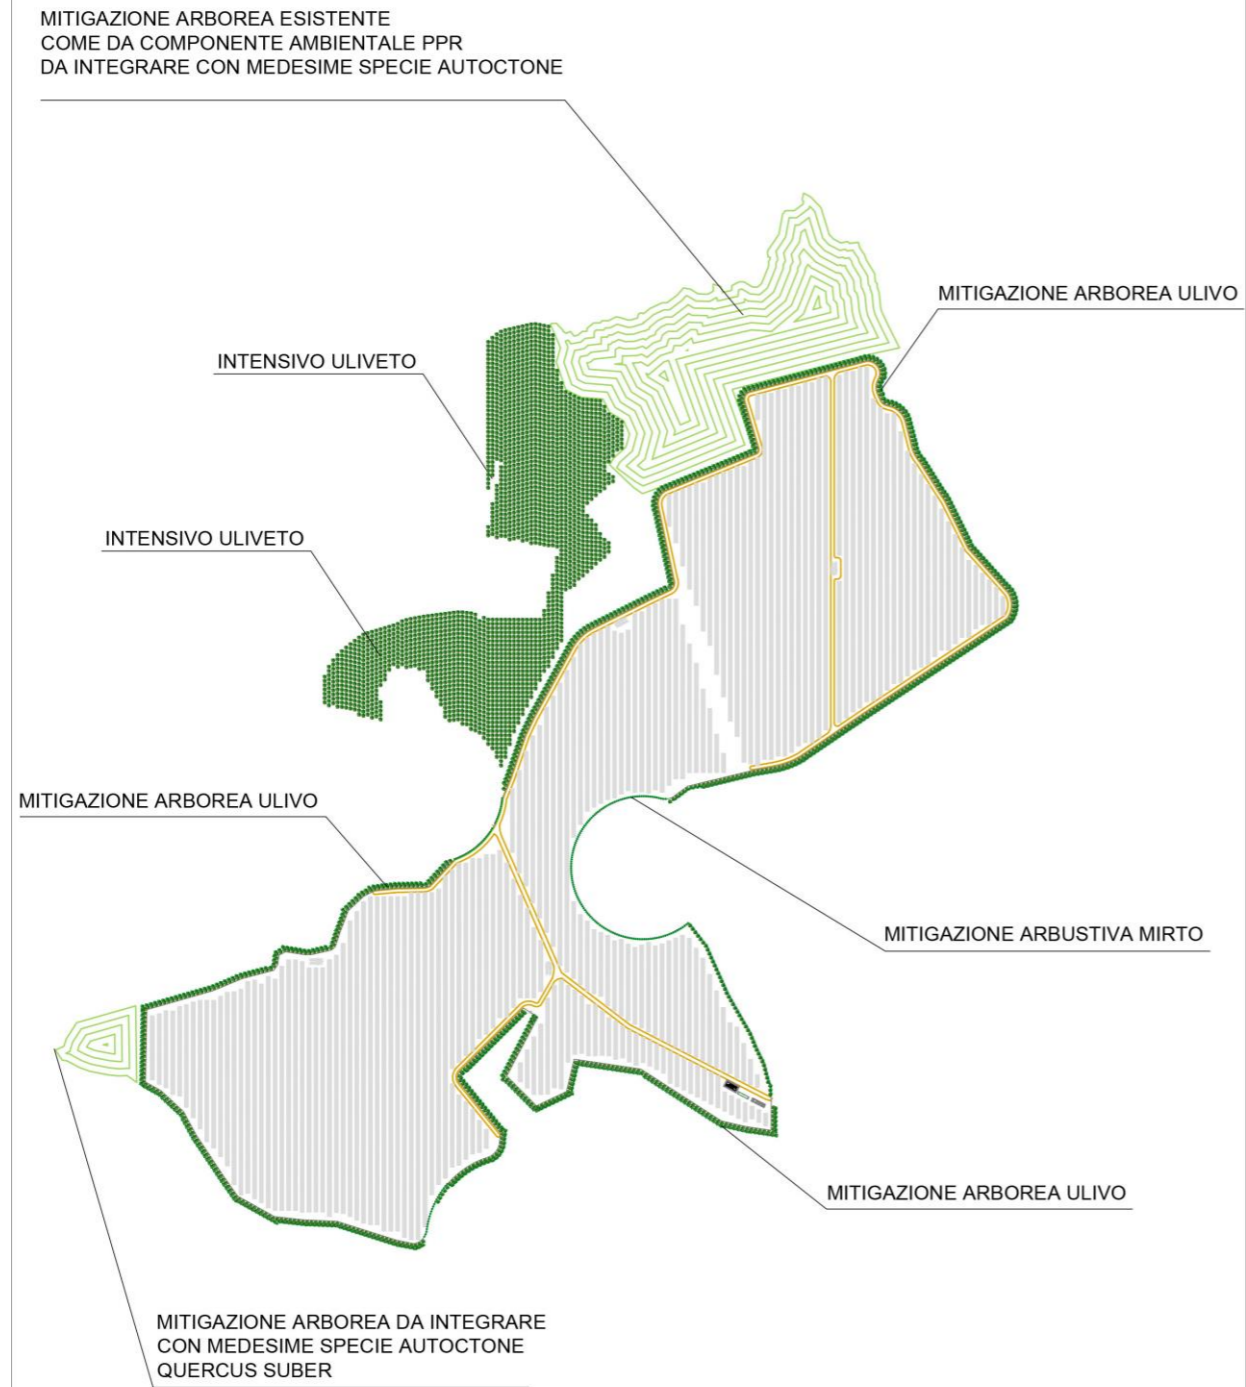 MITIGAZIONE ARBOREA ESISTENTE
COME DA COMPONENTE AMBIENTALE PPR
DA INTEGRARE CON MEDESIME SPECIE AUTOCTONE
MITIGAZIONE ARBOREA ULIVO
INTENSIVO ULIVETO
INTENSIVO ULIVETO
MITIGAZIONE ARBOREA ULIVO
MITIGAZIONE ARBUSTIVA MIRTO
MITIGAZIONE ARBOREA ULIVO
MITIGAZIONE ARBOREA DA INTEGRARE
CON MEDESIME SPECIE AUTOCTONE
QUERCUS SUBER